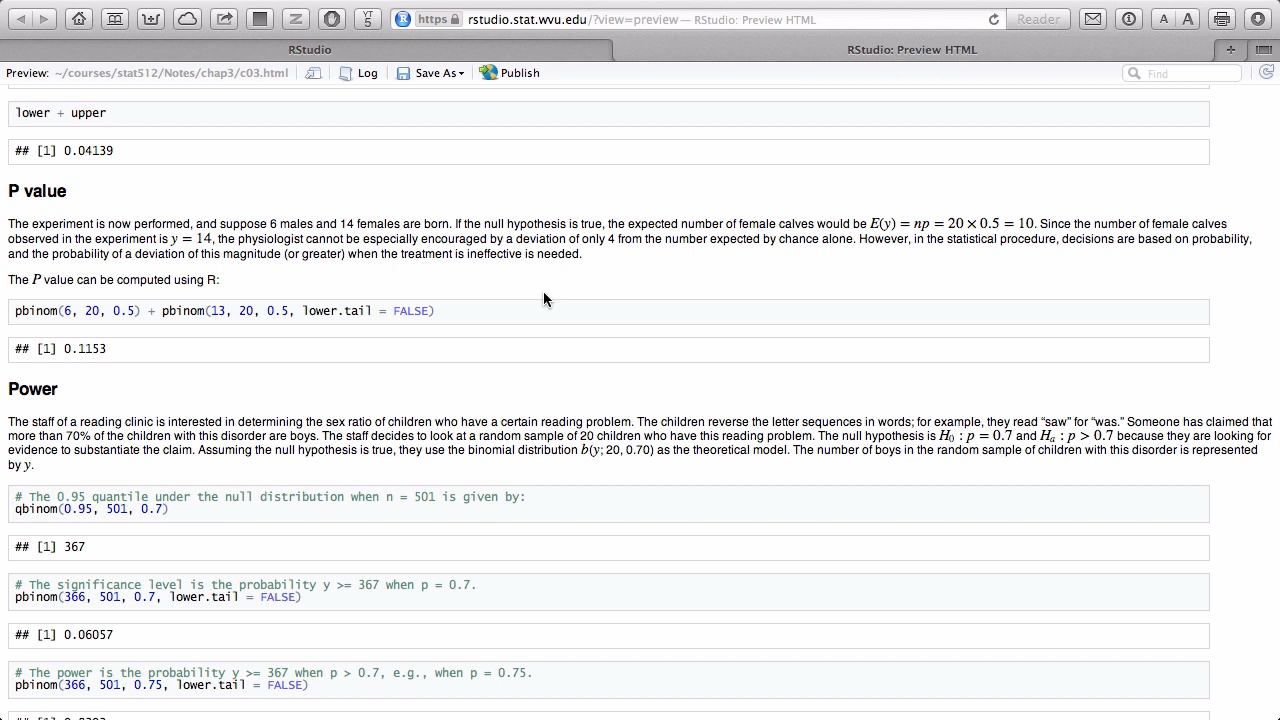 YT
5
https rstudio.stat.wvu.edu/?view=preview — RStudio: Preview HTML
Reader
A A
RStudio
RStudio: Preview HTML
Preview: ~/courses/stat512/Notes/chap3/c03.html Log Save As Publish Find
lower + upper
## [1] 0.04139
P value
The experiment is now performed, and suppose 6 males and 14 females are born. If the null hypothesis is true, the expected number of female calves would be E(y) = np = 20 × 0.5 = 10. Since the number of female calves
observed in the experiment is y = 14, the physiologist cannot be especially encouraged by a deviation of only 4 from the number expected by chance alone. However, in the statistical procedure, decisions are based on probability,
and the probability of a deviation of this magnitude (or greater) when the treatment is ineffective is needed.
The P value can be computed using R:
pbinom(6, 20, 0.5) + pbinom(13, 20, 0.5, lower.tail = FALSE)
## [1] 0.1153
Power
The staff of a reading clinic is interested in determining the sex ratio of children who have a certain reading problem. The children reverse the letter sequences in words; for example, they read “saw” for “was.” Someone has claimed that
more than 70% of the children with this disorder are boys. The staff decides to look at a random sample of 20 children who have this reading problem. The null hypothesis is H0 : p = 0.7 and Ha : p > 0.7 because they are looking for
evidence to substantiate the claim. Assuming the null hypothesis is true, they use the binomial distribution b(y; 20, 0.70) as the theoretical model. The number of boys in the random sample of children with this disorder is represented
by y.
# The 0.95 quantile under the null distribution when n = 501 is given by:
qbinom(0.95, 501, 0.7)
## [1] 367
# The significance level is the probability y >= 367 when p = 0.7.
pbinom(366, 501, 0.7, lower.tail = FALSE)
## [1] 0.06057
# The power is the probability y >= 367 when p > 0.7, e.g., when p = 0.75.
pbinom(366, 501, 0.75, lower.tail = FALSE)